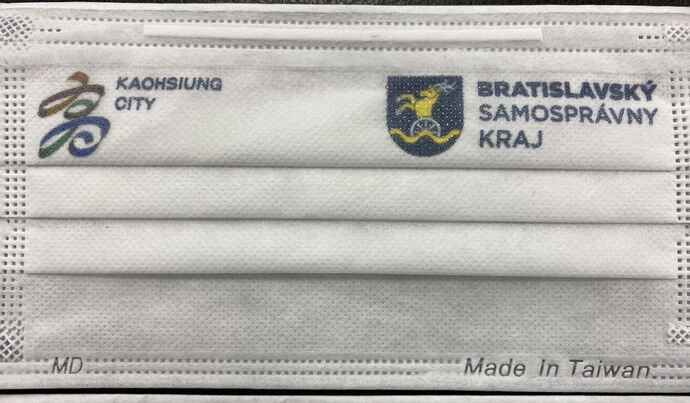 KAOHSIUNG
CITY
BRATISLAVSKÝ
SAMOSPRÁVNY
KRAJ
MD
Made In Taiwan